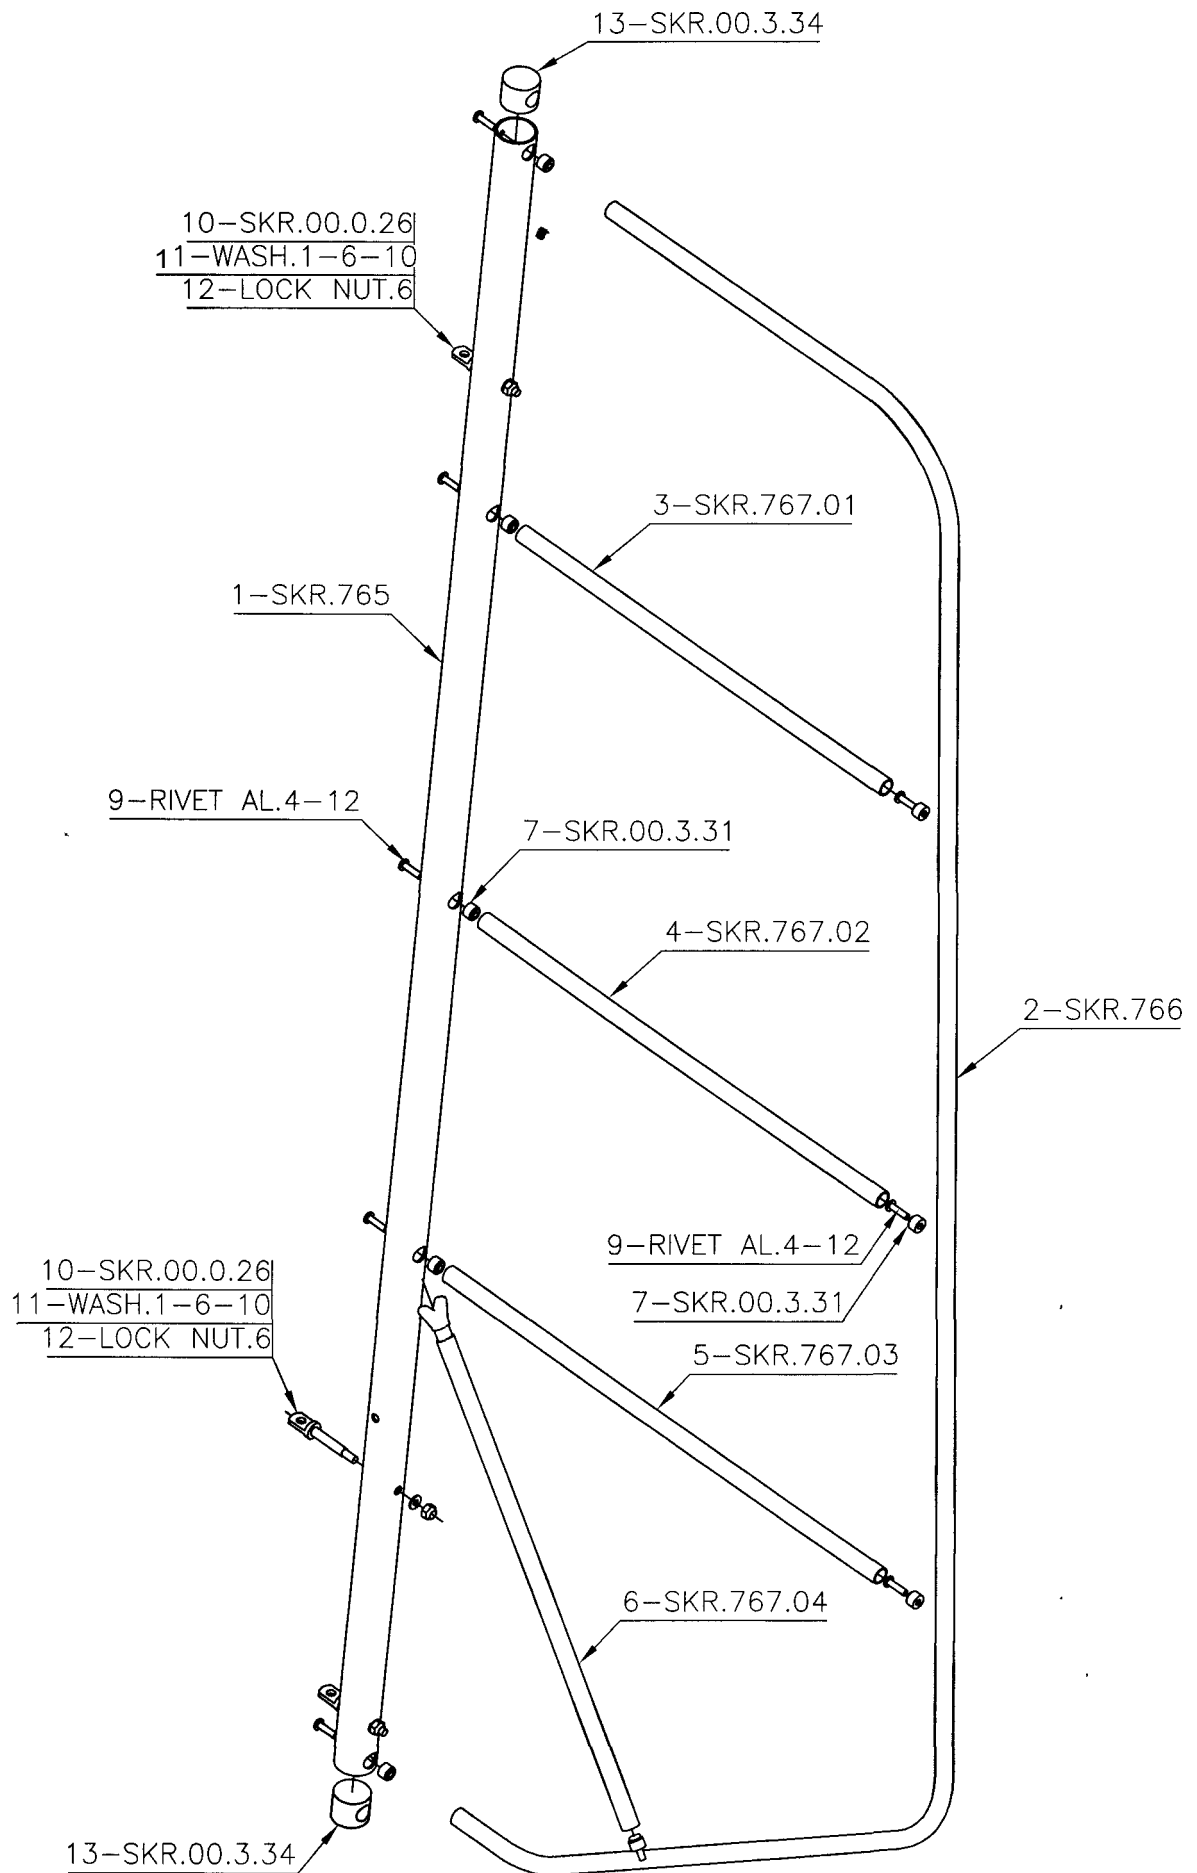 13-SKR.00.3.34
10-SKR.00.0.26
11-WASH.1-6-10
12-LOCK NUT.6
3-SKR.767.01
1-SKR.765
9-RIVET AL.4-12
7-SKR.00.3.31
4-SKR.767.02
2-SKR.766
9-RIVET AL.4-12
10-SKR.00.0.26
7-SKR.00.3.31
11-WASH.1-6-10
12-LOCK NUT.6
5-SKR.767.03
6-SKR.767.04
13-SKR.00.3.34